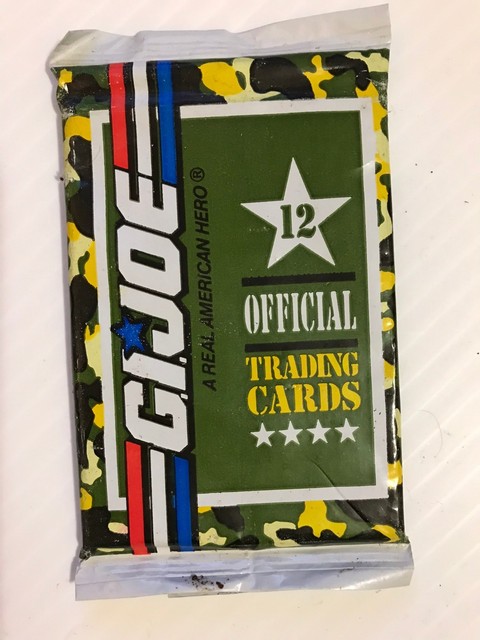 G.I. JOE
A REAL AMERICAN HERO®
12
OFFICIAL
TRADING
CARDS